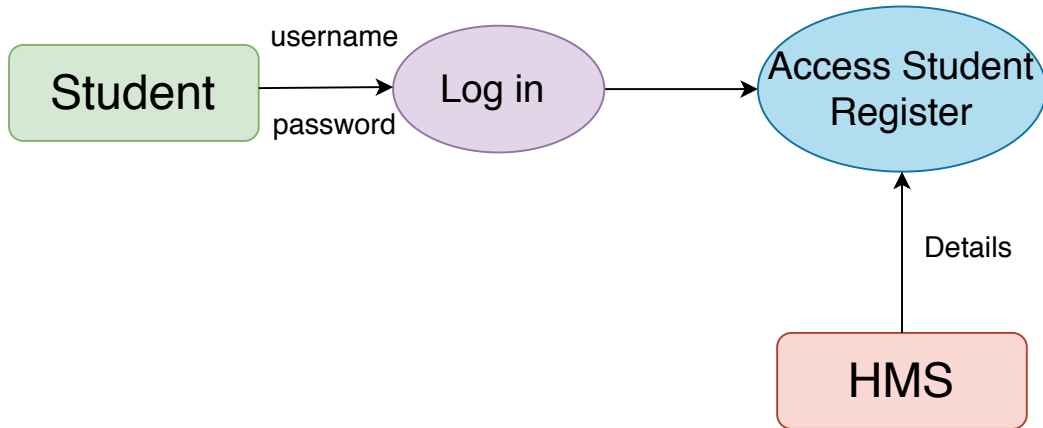 username
Student
password
Log in
Access Student
Register
Details
HMS